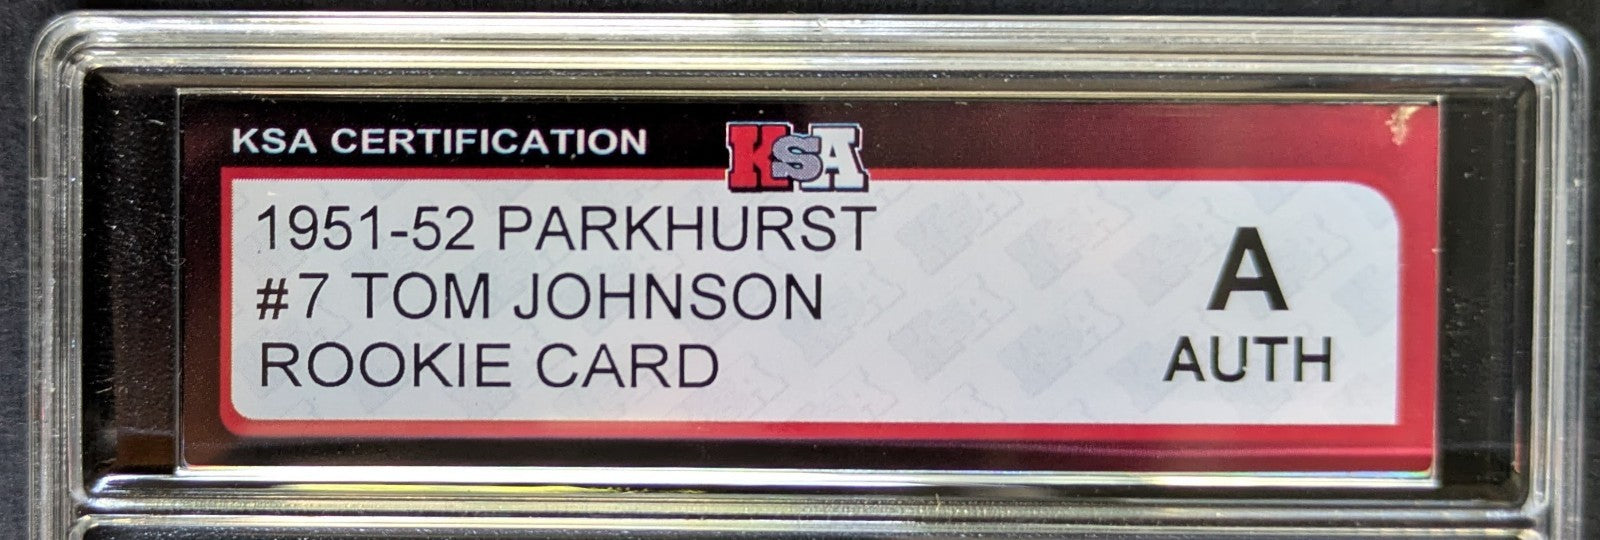 KSA CERTIFICATION
KSA
1951-52 PARKHURST
#7 TOM JOHNSON
ROOKIE CARD
A
AUTH